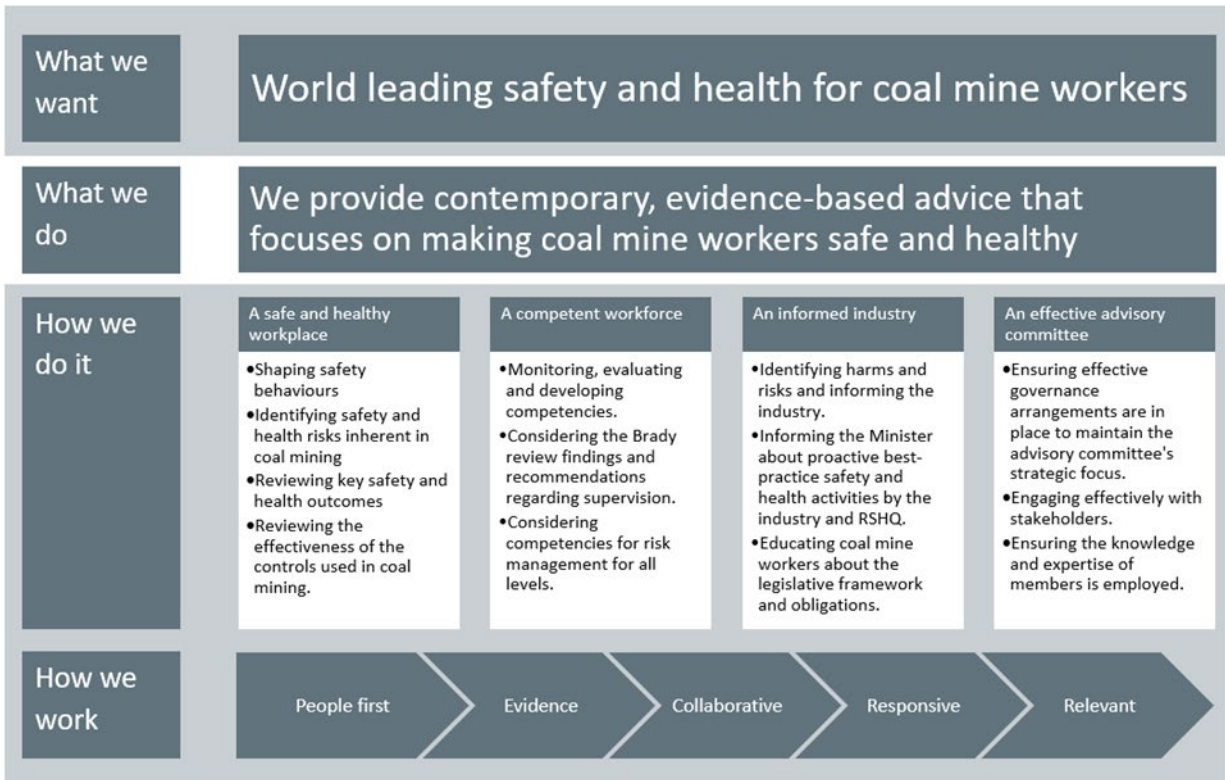 What we
want
World leading safety and health for coal mine workers
What we
do
We provide contemporary, evidence-based advice that
focuses on making coal mine workers safe and healthy
How we
do it
A safe and healthy
workplace
•Shaping safety
behaviours
•Identifying safety and
health risks inherent in
coal mining
•Reviewing key safety and
health outcomes
•Reviewing the
effectiveness of the
controls used in coal
mining.
A competent workforce
•Monitoring, evaluating
and developing
competencies.
•Considering the Brady
review findings and
recommendations
regarding supervision.
•Considering
competencies for risk
management for all
levels.
An informed industry
•Identifying harms and
risks and informing the
industry.
•Informing the Minister
about proactive best-
practice safety and
health activities by the
industry and RSHQ.
•Educating coal mine
workers about the
legislative framework
and obligations.
An effective advisory
committee
•Ensuring effective
governance
arrangements are in
place to maintain the
advisory committee's
strategic focus.
•Engaging effectively with
stakeholders.
•Ensuring the knowledge
and expertise of
members is employed.
How we
work
People first
Evidence
Collaborative
Responsive
Relevant